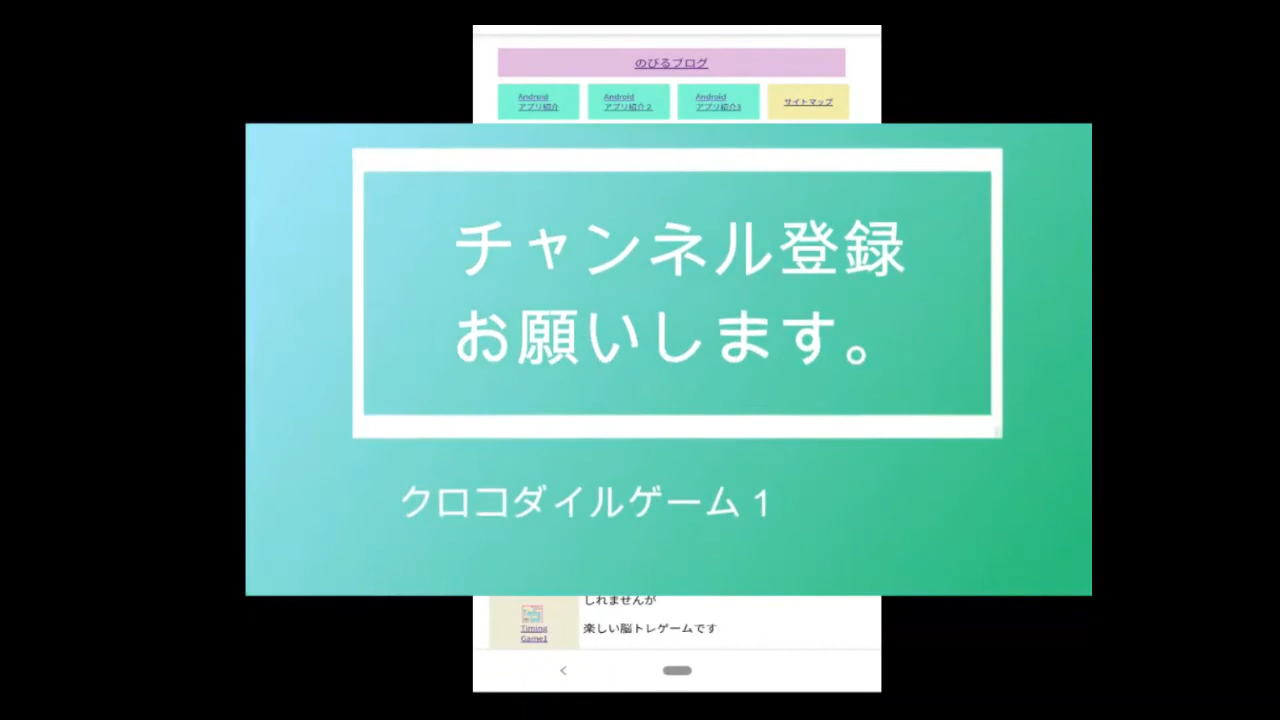 のびるブログ
Android
アプリ紹介
Android
アプリ紹介2
Android
アプリ紹介3
サイトマップ
チャンネル登録
お願いします。
クロコダイルゲーム 1
しれませんが
楽しい脳トレゲームです
Timing
Game1